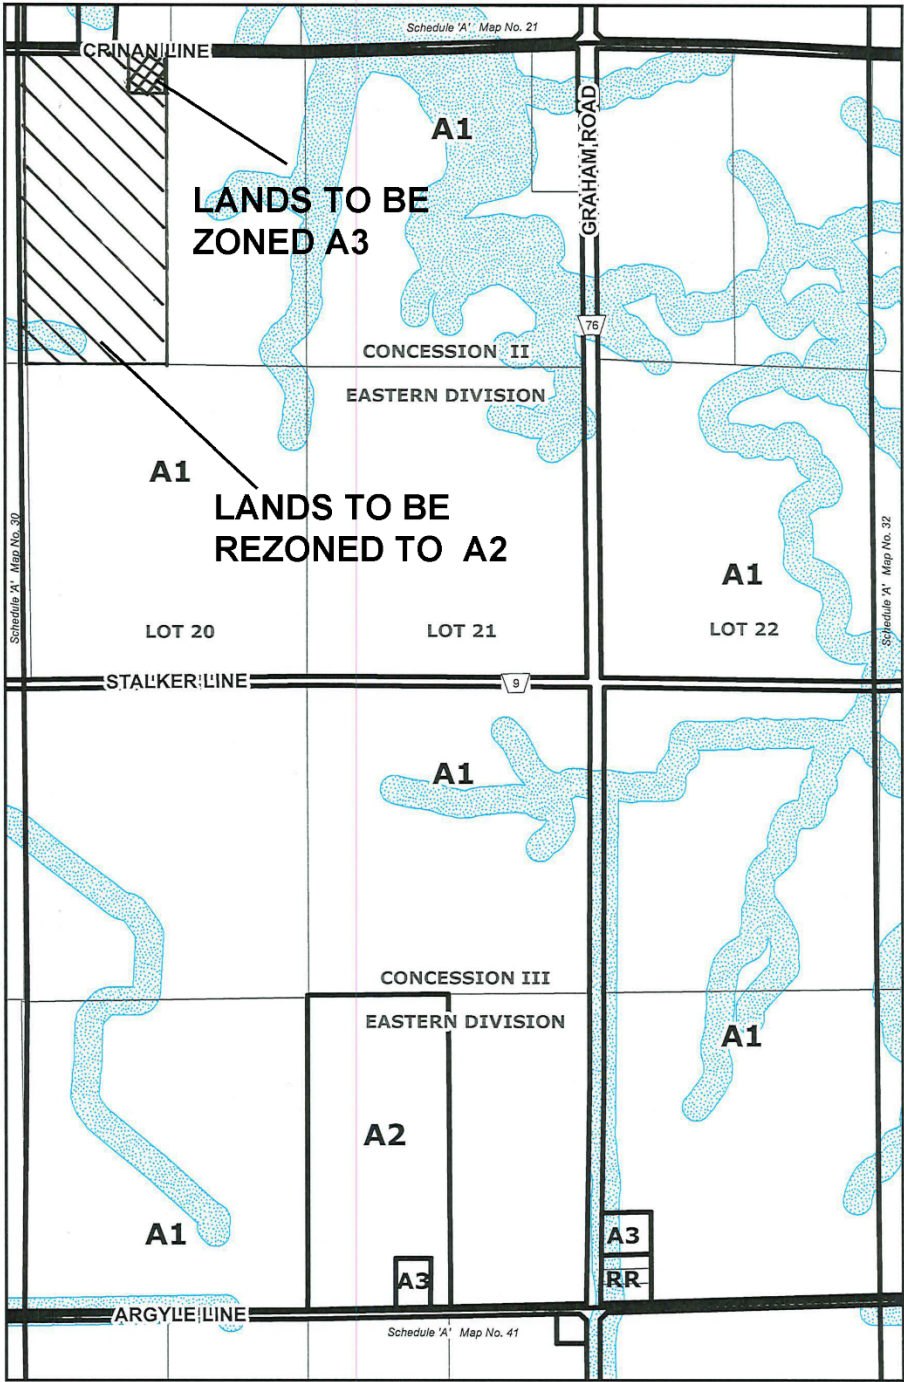 Schedule 'A' Map No. 21
CRINAN LINE
A1
GRAHAM ROAD
LANDS TO BE
ZONED A3
76
CONCESSION II
EASTERN DIVISION
A1
LANDS TO BE
REZONED TO A2
Schedule 'A' Map No. 30
Schedule 'A' Map No. 32
A1
LOT 20
LOT 21
LOT 22
STALKER LINE
9
A1
CONCESSION III
EASTERN DIVISION
A1
A2
A1
A3
A3
RR
ARGYLE LINE
Schedule 'A' Map No. 41